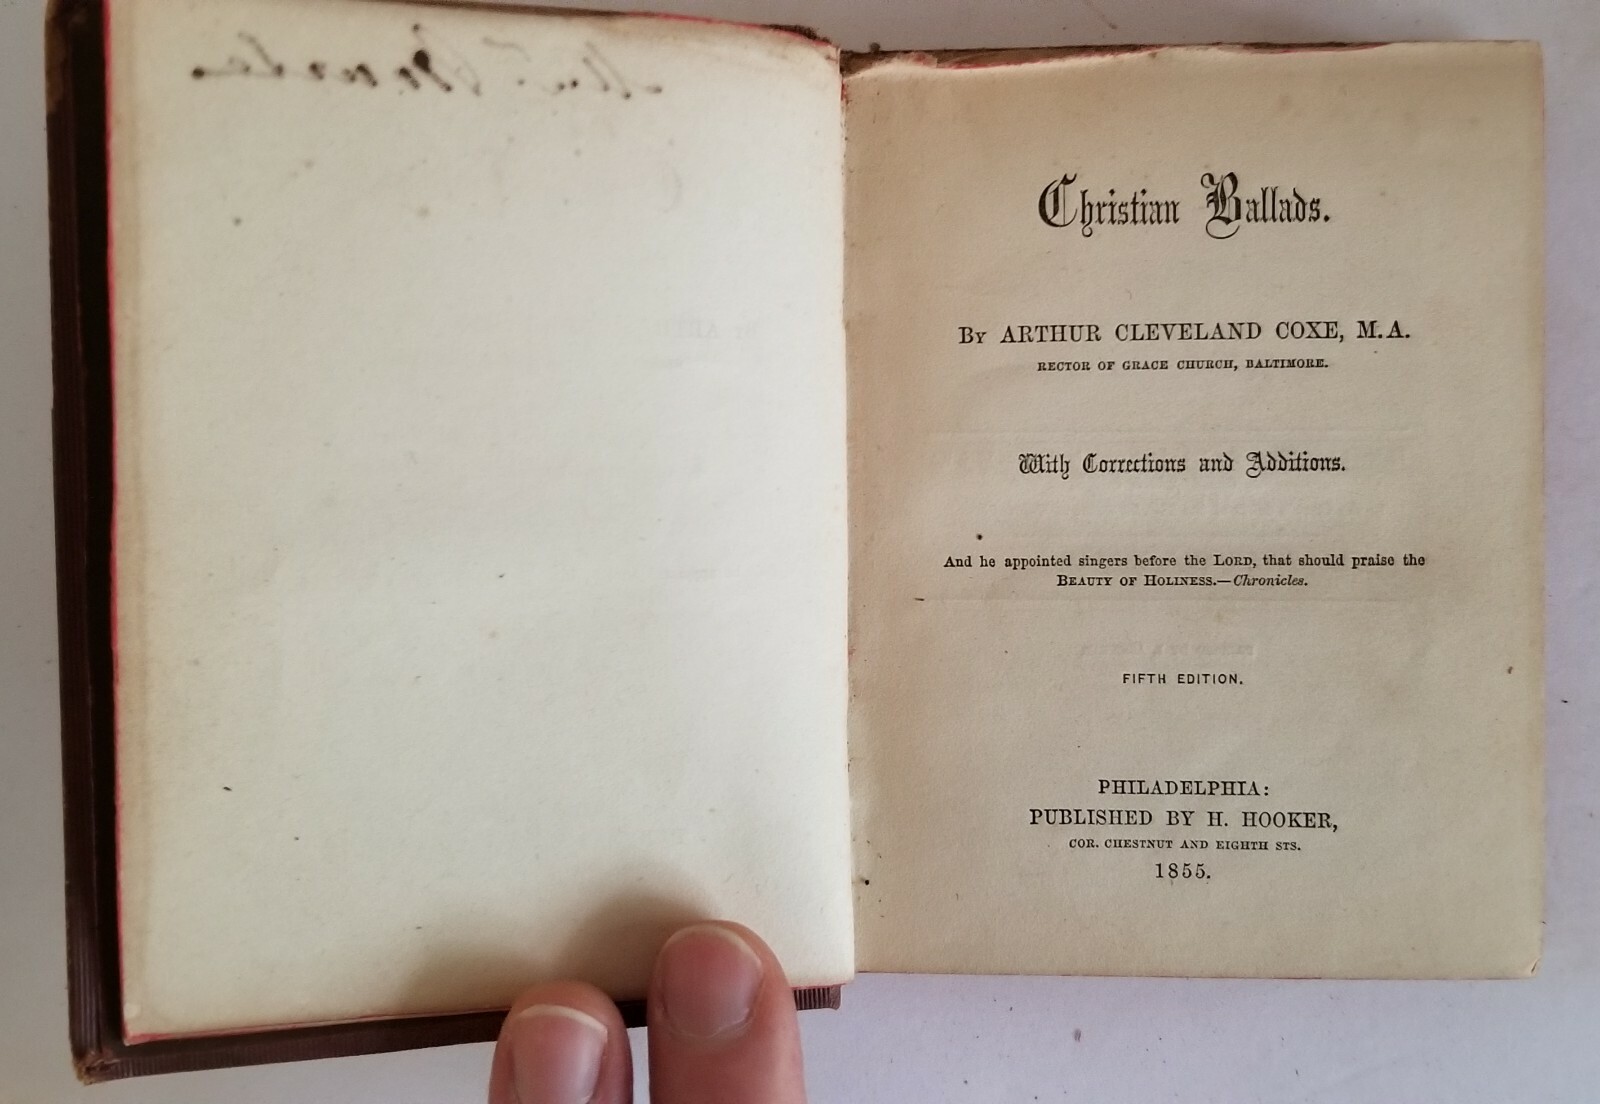 Christian Ballads.
By ARTHUR CLEVELAND COXE, M.A.
RECTOR OF GRACE CHURCH, BALTIMORE.
With Corrections and Additions.
And he appointed singers before the LORD, that should praise the
BEAUTY OF HOLINESS.—Chronicles.
FIFTH EDITION.
PHILADELPHIA:
PUBLISHED BY H. HOOKER,
COR. CHESTNUT AND EIGHTH STS.
1855.